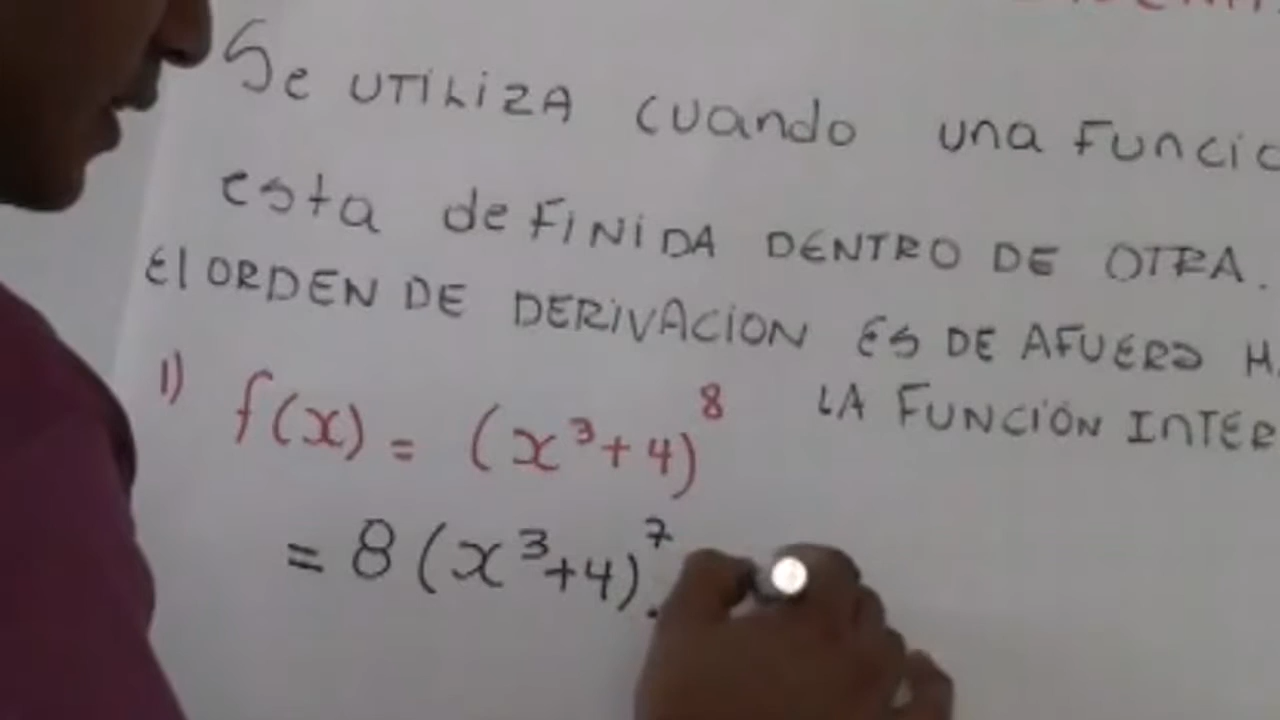 Se UTILIZA cuando una Funcio
esta deFINIDA DENTRO DE OTRA.
El ORDEN DE DERIVACION ES DE AFUERA H
LA FUNCIÓN INTER
1) f(x) = (x³+4)⁸
= 8(x³+4)⁷.